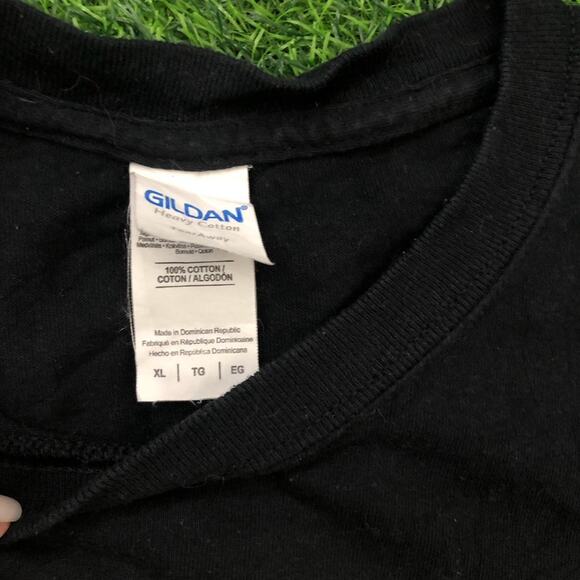 GILDAN®
Heavy Cotton
TearAway
100% COTTON /
COTON / ALGODÓN
Made in Dominican Republic
Fabriqué en République Dominicaine
Hecho en República Dominicana
XL | TG | EG